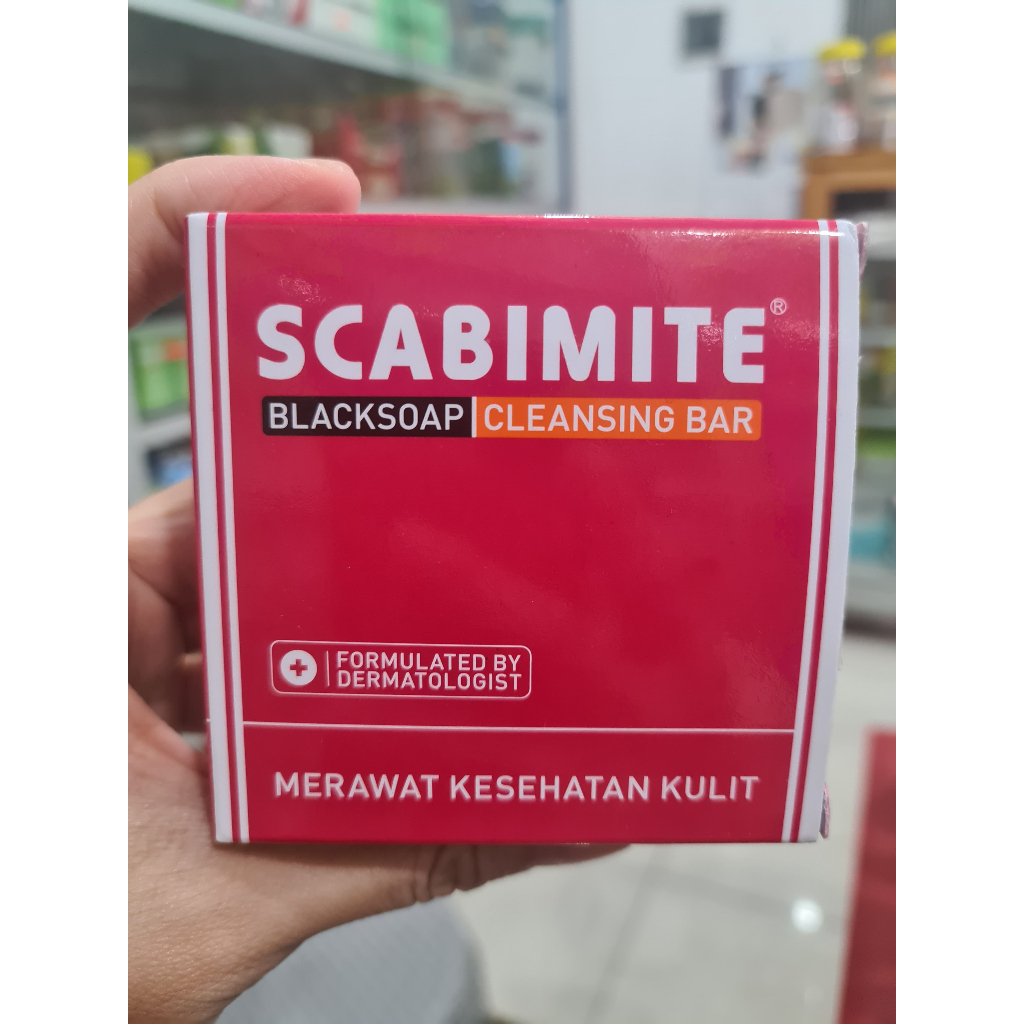 SCABIMITE®
BLACKSOAP CLEANSING BAR
FORMULATED BY
DERMATOLOGIST
MERAWAT KESEHATAN KULIT